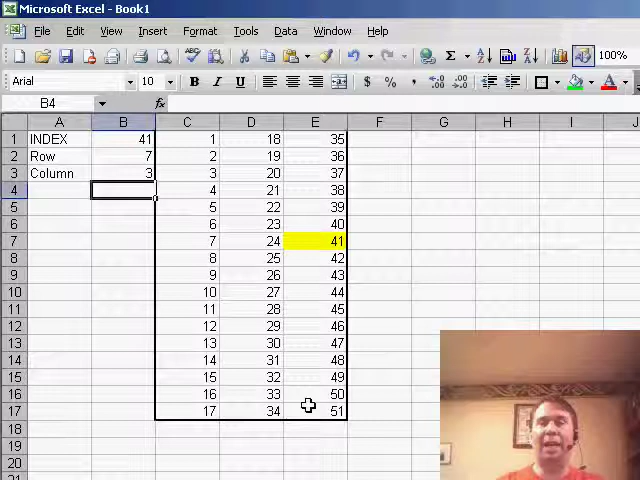 Microsoft Excel - Book1
File Edit View Insert Format Tools Data Window Help
Σ 100%
Arial 10 B I U $ % , A
B4 fx
A B C D E F G H I J
1 INDEX 41 1 18 35
2 Row 7 2 19 36
3 Column 3 3 20 37
4 4 21 38
5 5 22 39
6 6 23 40
7 7 24 41
8 8 25 42
9 9 26 43
10 10 27 44
11 11 28 45
12 12 29 46
13 13 30 47
14 14 31 48
15 15 32 49
16 16 33 50
17 17 34 51
18
19
20
21